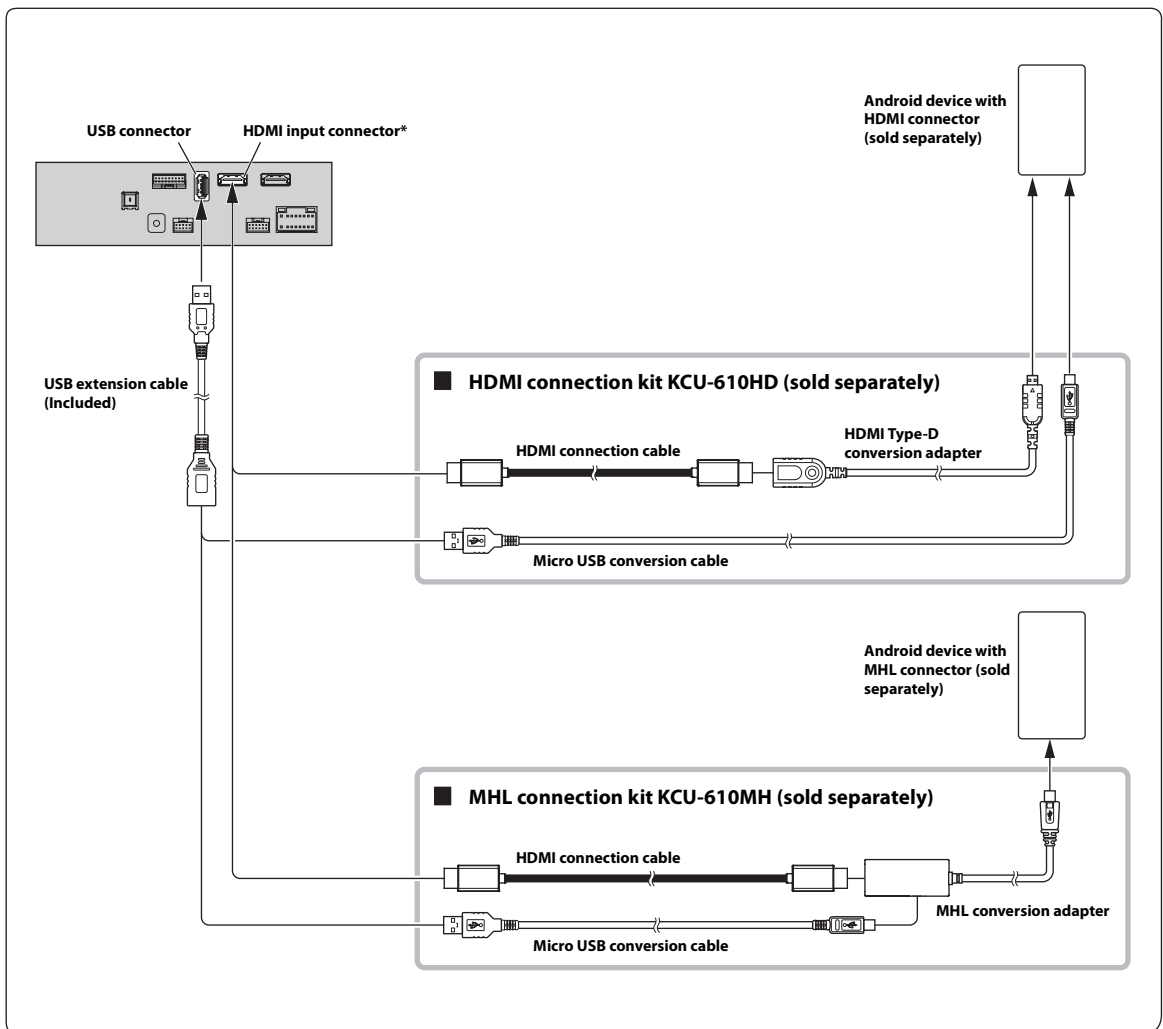 Android device with
HDMI connector
(sold separately)
USB connector
HDMI input connector*
USB extension cable
(Included)
■ HDMI connection kit KCU-610HD (sold separately)
HDMI connection cable
HDMI Type-D
conversion adapter
Micro USB conversion cable
Android device with
MHL connector (sold
separately)
■ MHL connection kit KCU-610MH (sold separately)
HDMI connection cable
MHL conversion adapter
Micro USB conversion cable